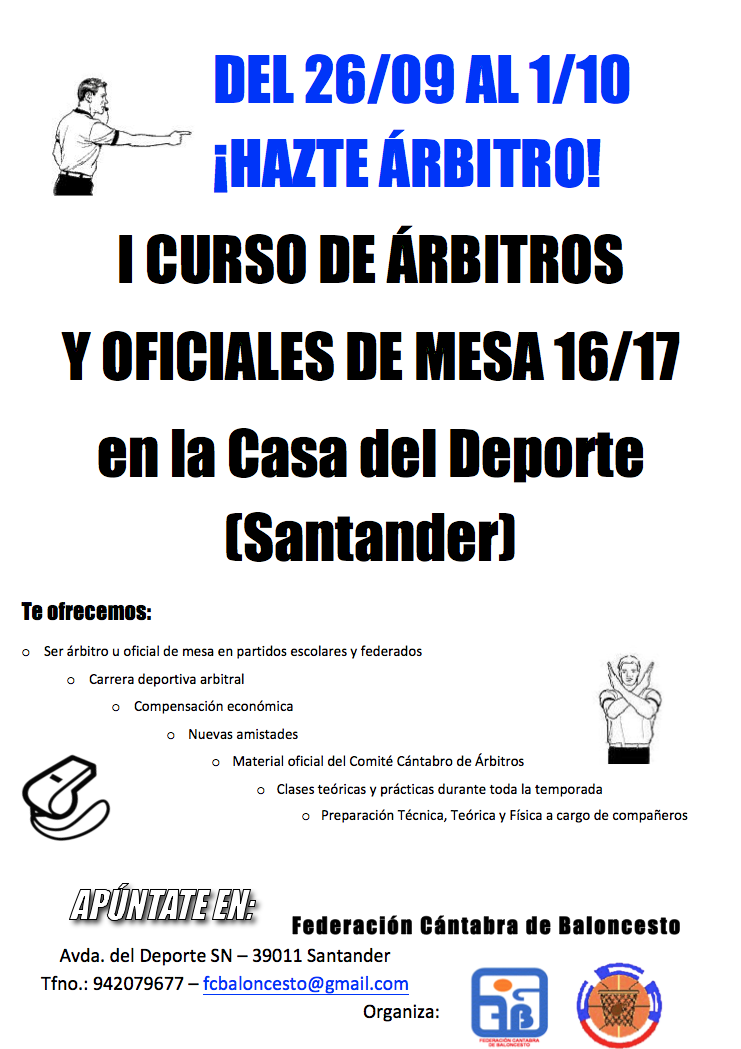 DEL 26/09 AL 1/10
¡HAZTE ÁRBITRO!
I CURSO DE ÁRBITROS
Y OFICIALES DE MESA 16/17
en la Casa del Deporte
(Santander)
Te ofrecemos:
o Ser árbitro u oficial de mesa en partidos escolares y federados
o Carrera deportiva arbitral
o Compensación económica
o Nuevas amistades
o Material oficial del Comité Cántabro de Árbitros
o Clases teóricas y prácticas durante toda la temporada
o Preparación Técnica, Teórica y Física a cargo de compañeros
APÚNTATE EN:
Federación Cántabra de Baloncesto
Avda. del Deporte SN – 39011 Santander
Tfno.: 942079677 – fcbaloncesto@gmail.com
Organiza:
FEDERACIÓN CÁNTABRA
DE BALONCESTO